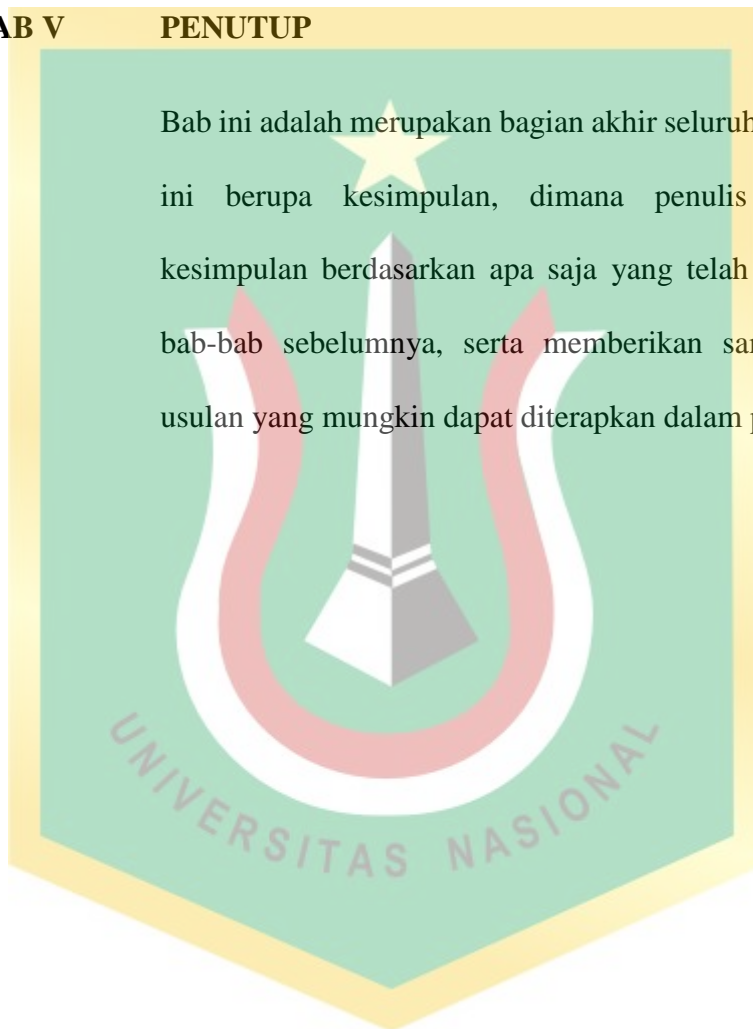 AB V PENUTUP
Bab ini adalah merupakan bagian akhir seluruh
ini berupa kesimpulan, dimana penulis
kesimpulan berdasarkan apa saja yang telah
bab-bab sebelumnya, serta memberikan
usulan yang mungkin dapat diterapkan dalam
UNIVERSITAS NASIONAL